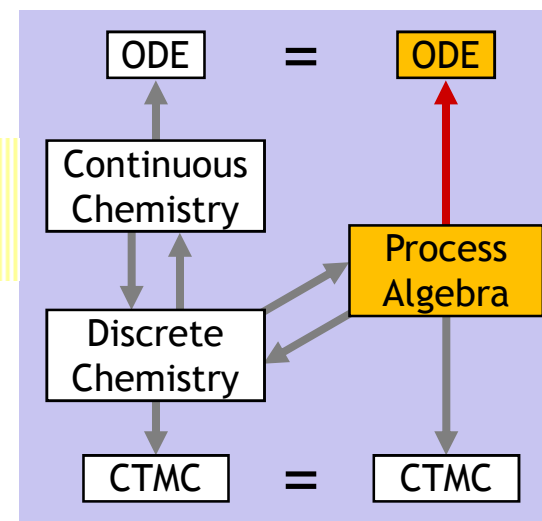 ODE = ODE
Continuous
Chemistry
Process
Algebra
Discrete
Chemistry
CTMC = CTMC